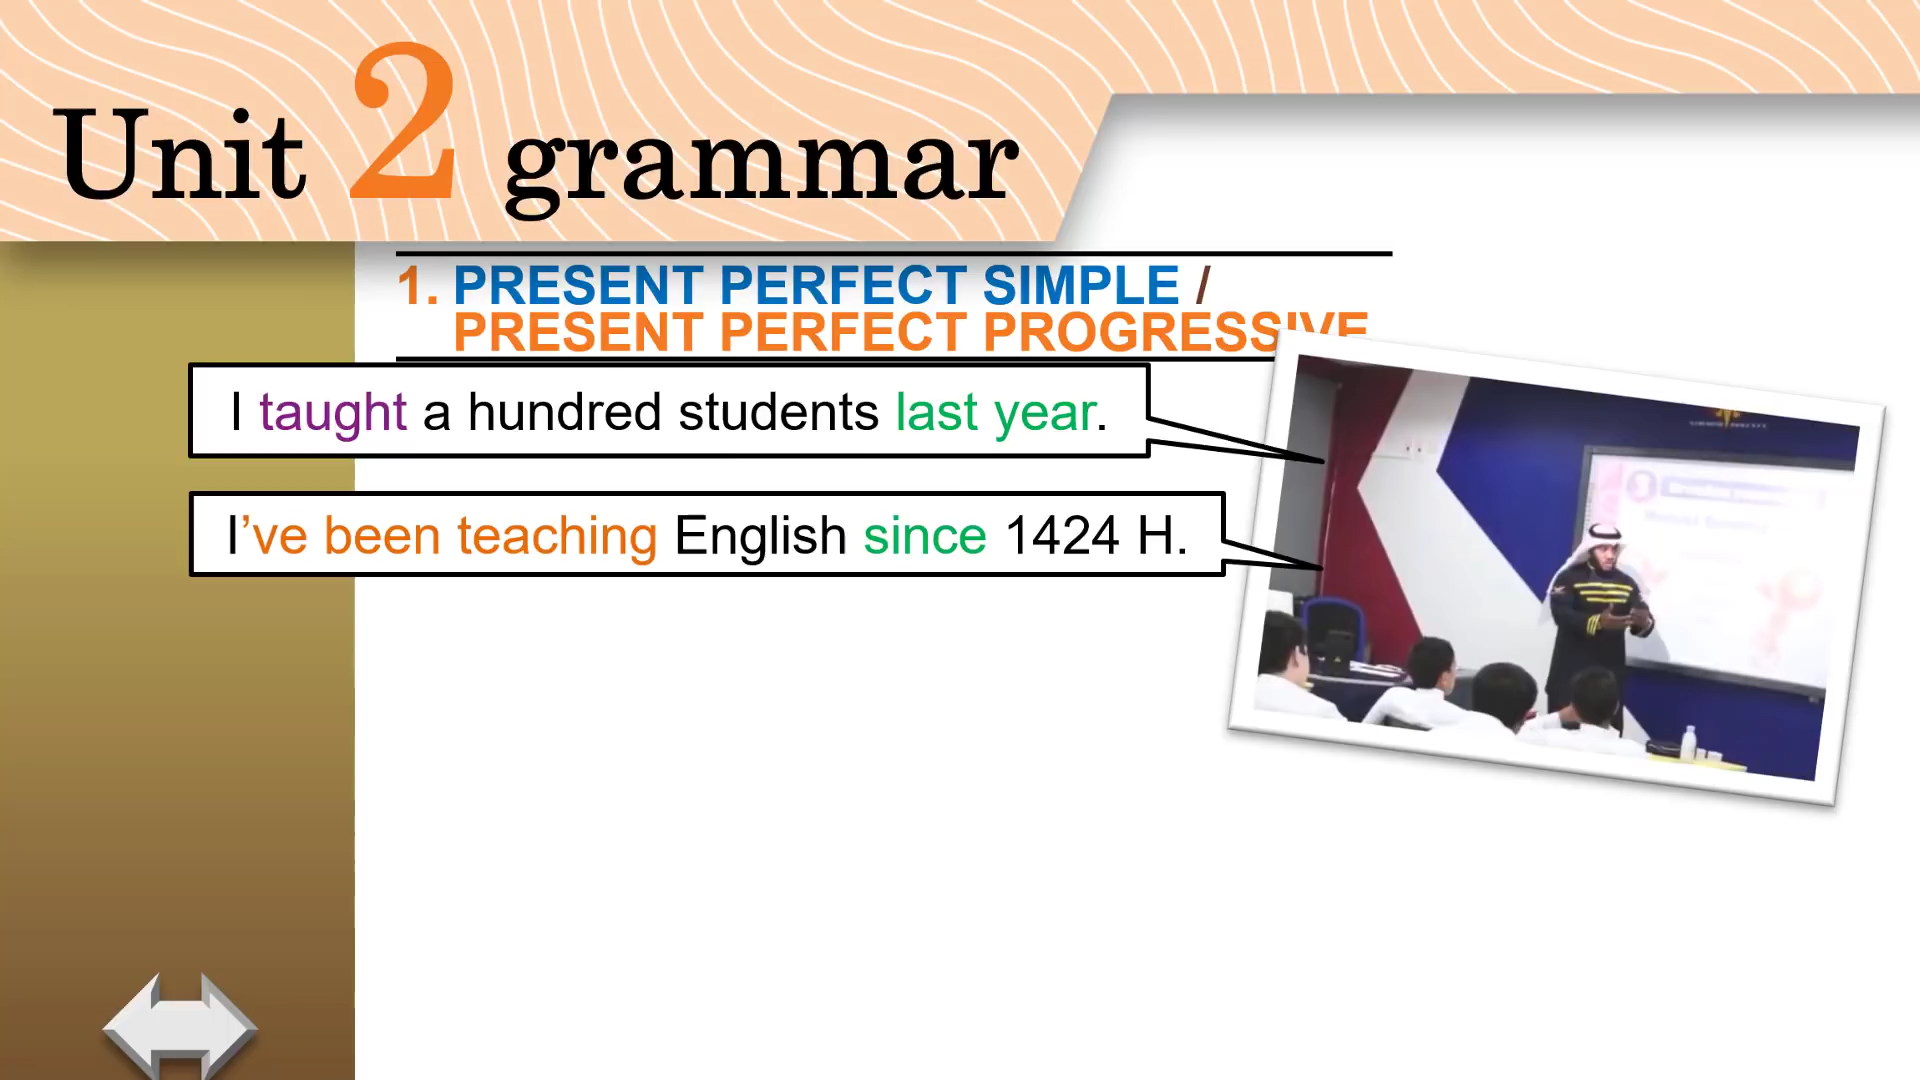 Unit 2 grammar
1. PRESENT PERFECT SIMPLE /
PRESENT PERFECT PROGRESSIVE
I taught a hundred students last year.
I've been teaching English since 1424 H.